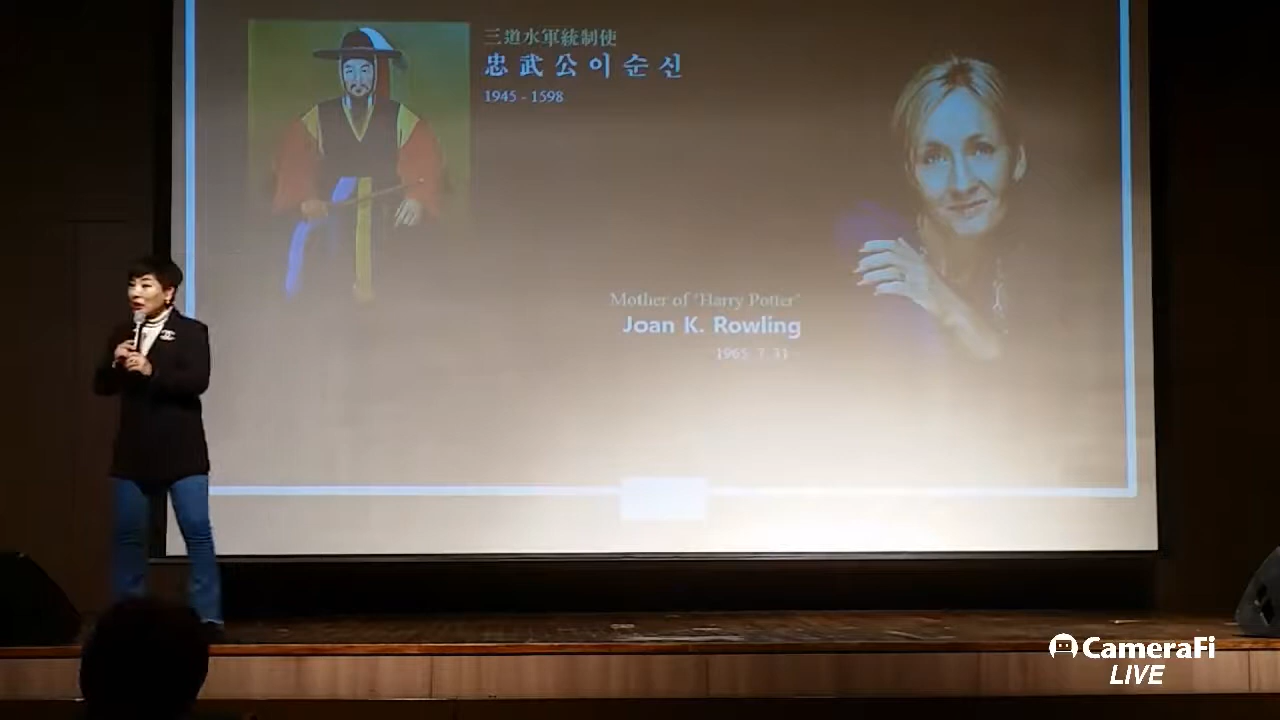 三道水軍統制使
忠武公이순신
1945 - 1598
Mother of "Harry Potter"
Joan K. Rowling
1965. 7. 31
CameraFi
LIVE